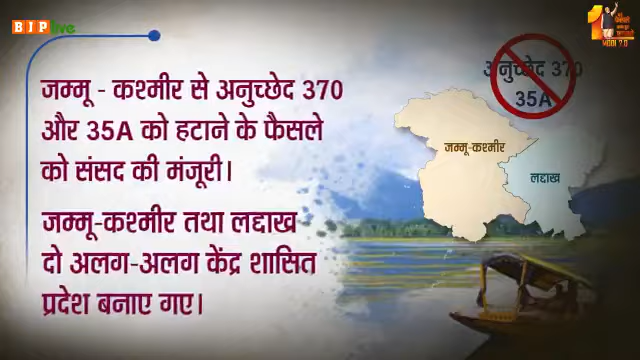 BJP live
जम्मू - कश्मीर से अनुच्छेद 370
और 35A को हटाने के फैसले
को संसद की मंजूरी।
जम्मू-कश्मीर तथा लद्दाख
दो अलग-अलग केंद्र शासित
प्रदेश बनाए गए।
अनुच्छेद 370
35A
जम्मू-कश्मीर
लद्दाख
1
MODI 2.0